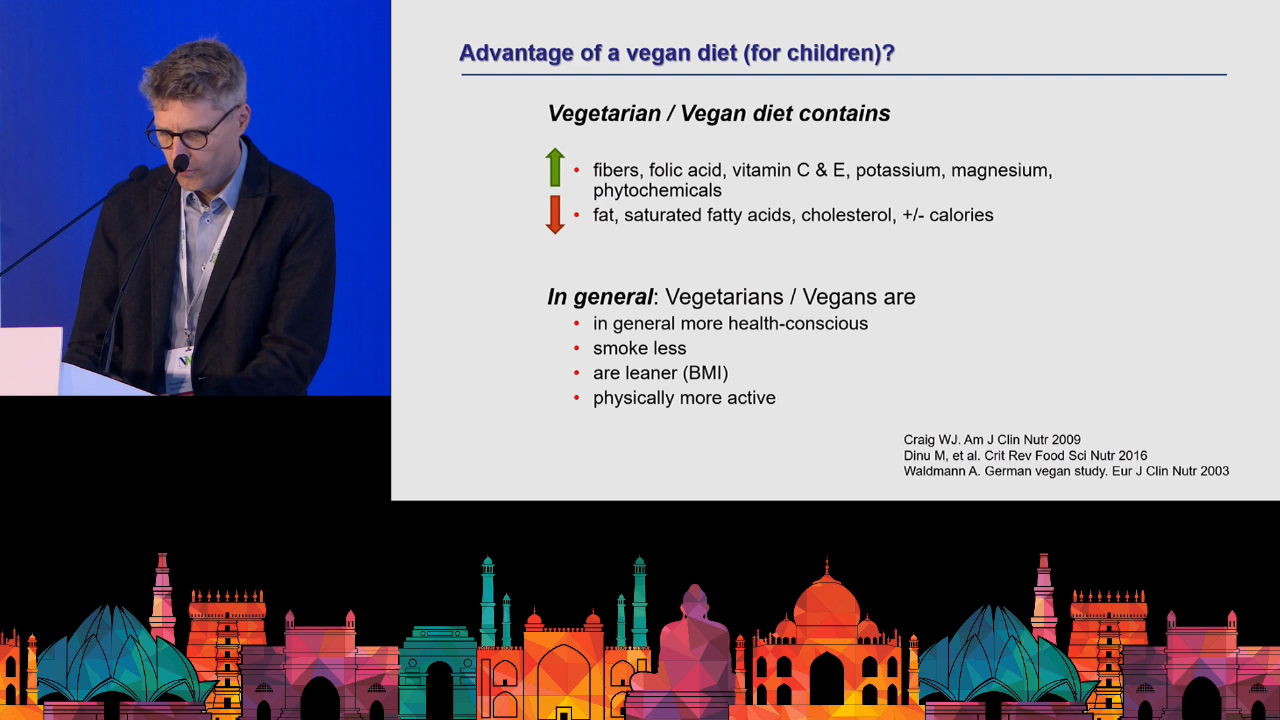 Advantage of a vegan diet (for children)?
Vegetarian / Vegan diet contains
• fibers, folic acid, vitamin C & E, potassium, magnesium,
phytochemicals
• fat, saturated fatty acids, cholesterol, +/- calories
In general: Vegetarians / Vegans are
• in general more health-conscious
• smoke less
• are leaner (BMI)
• physically more active
Craig WJ. Am J Clin Nutr 2009
Dinu M, et al. Crit Rev Food Sci Nutr 2016
Waldmann A. German vegan study. Eur J Clin Nutr 2003